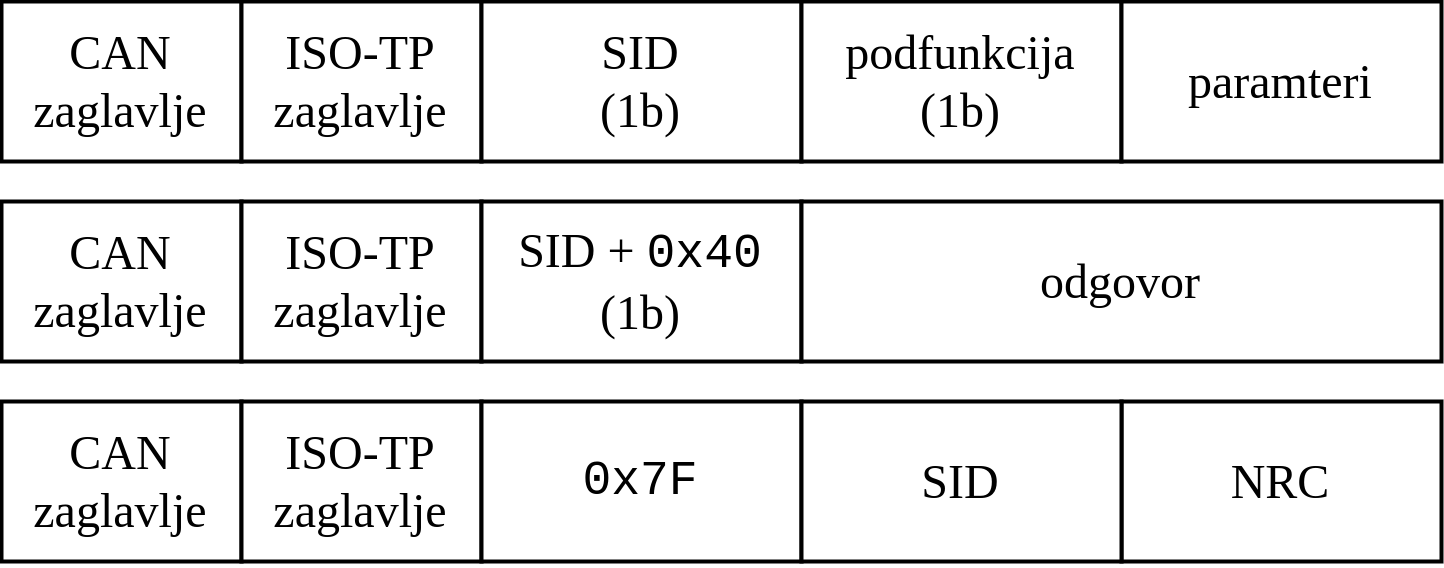 CAN
zaglavlje
ISO-TP
zaglavlje
SID
(1b)
podfunkcija
(1b)
paramteri
CAN
zaglavlje
ISO-TP
zaglavlje
SID + 0x40
(1b)
odgovor
CAN
zaglavlje
ISO-TP
zaglavlje
0x7F
SID
NRC